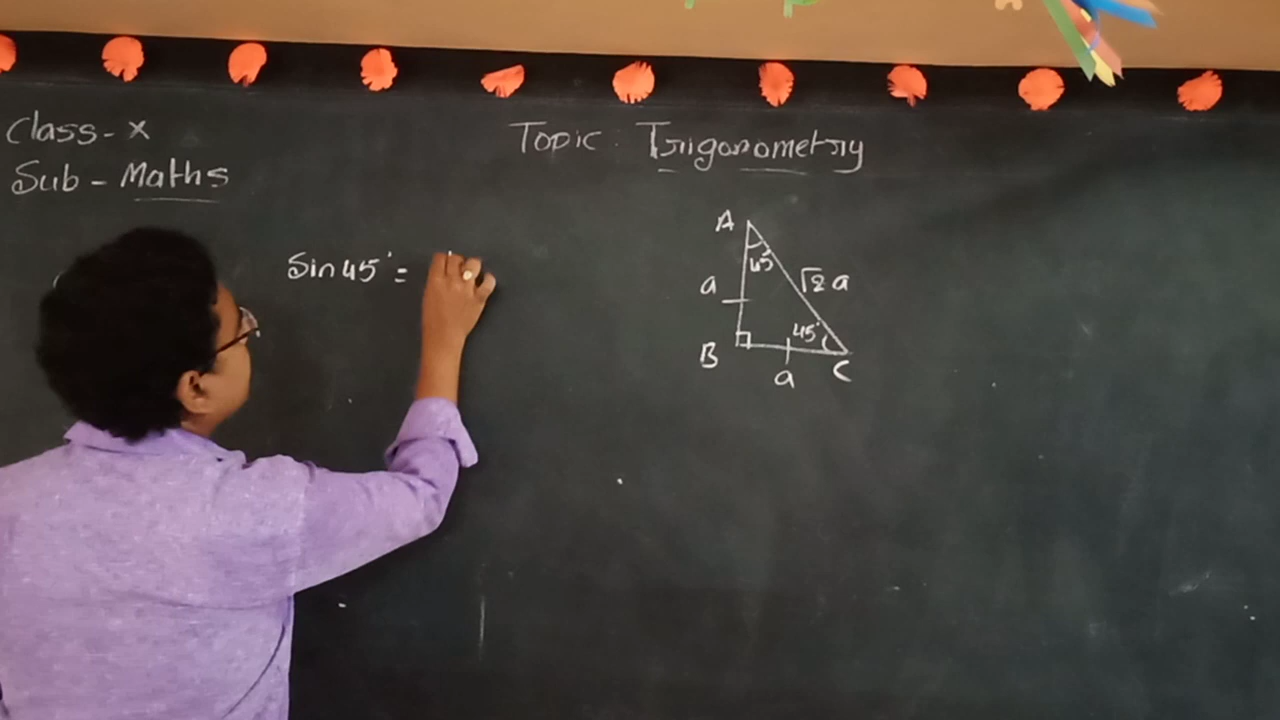 Class - X
Sub - Maths
Topic : Trigonometry
Sin 45° =
A
45
a
√2 a
45°
B
a
C